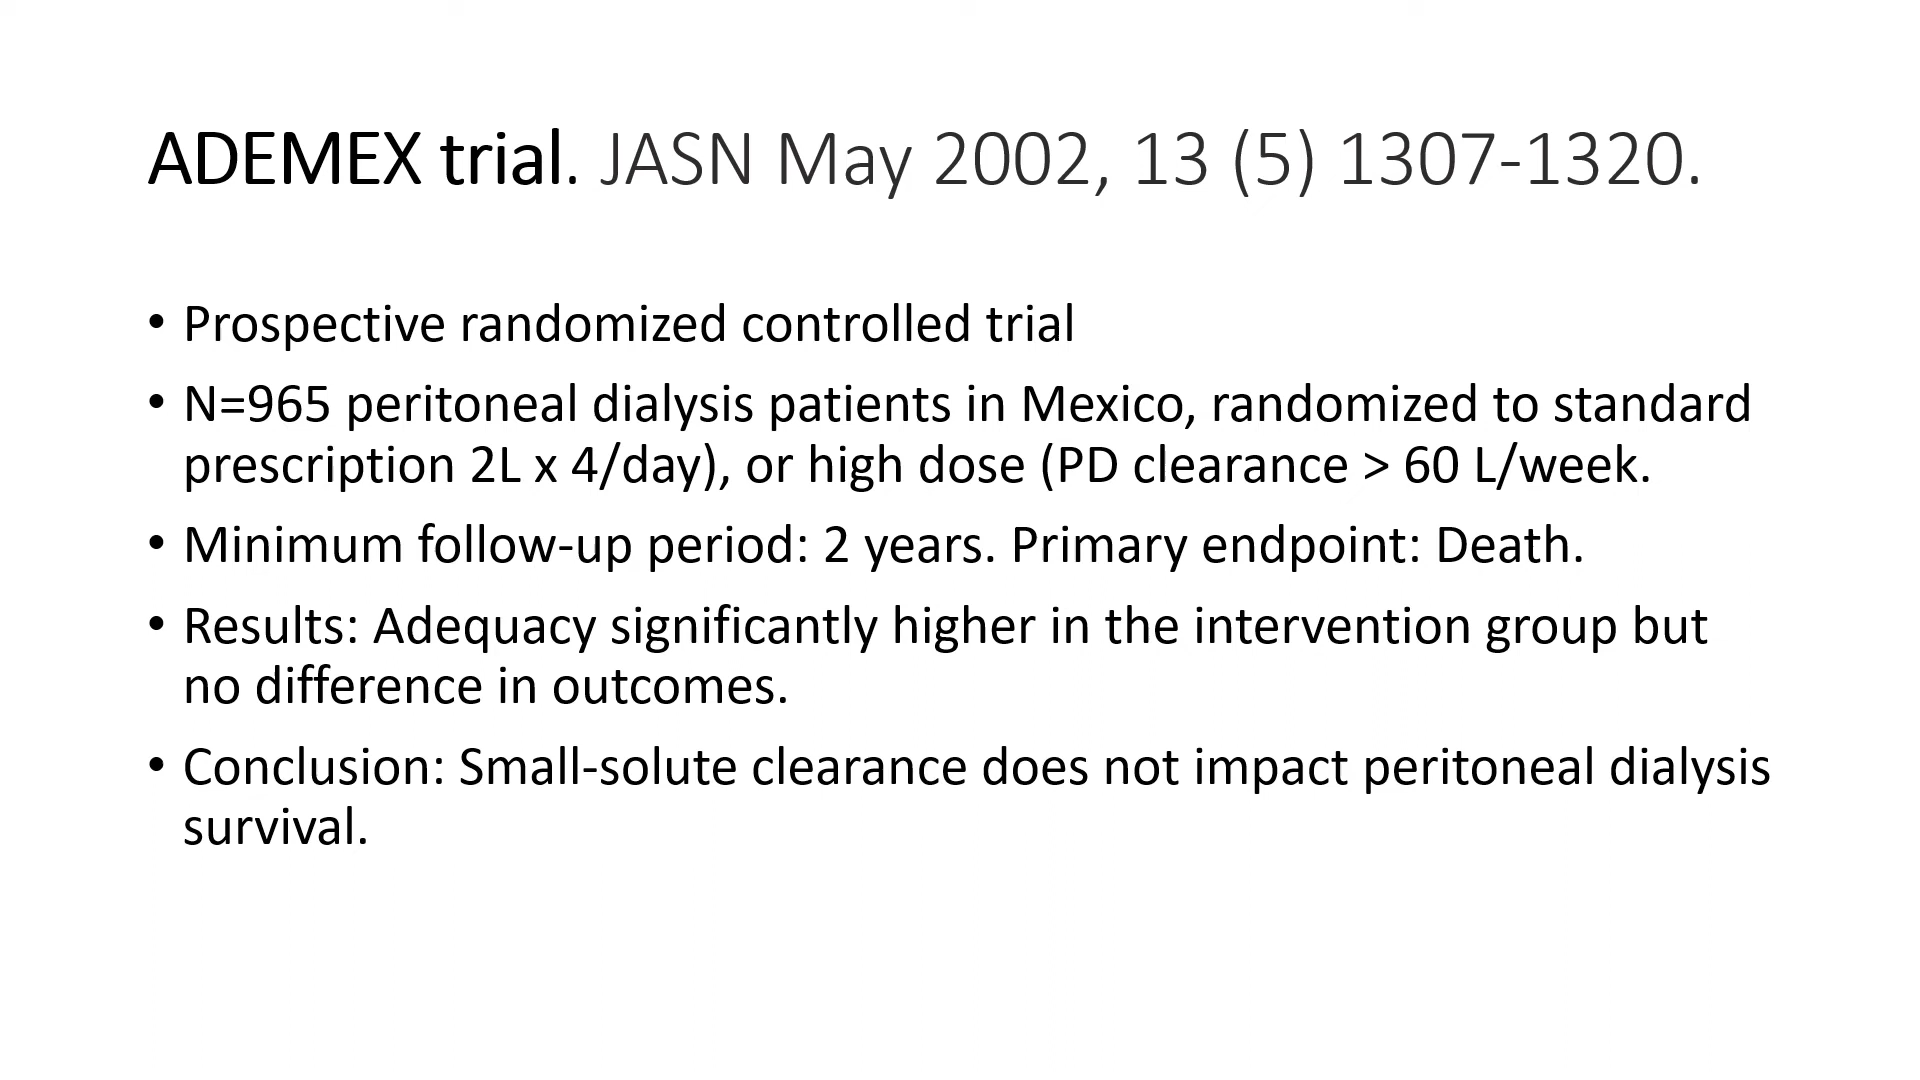 ADEMEX trial. JASN May 2002, 13 (5) 1307-1320.
• Prospective randomized controlled trial
• N=965 peritoneal dialysis patients in Mexico, randomized to standard
prescription 2L x 4/day), or high dose (PD clearance > 60 L/week.
• Minimum follow-up period: 2 years. Primary endpoint: Death.
• Results: Adequacy significantly higher in the intervention group but
no difference in outcomes.
• Conclusion: Small-solute clearance does not impact peritoneal dialysis
survival.